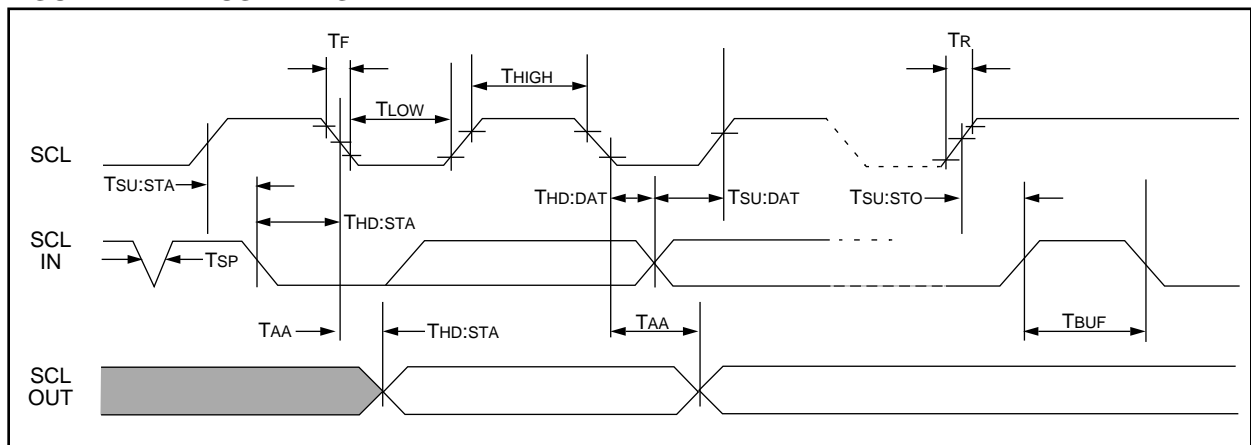 TF
TR
THIGH
TLOW
SCL
TSU:STA
THD:DAT
TSU:DAT
TSU:STO
THD:STA
SCL
IN
TSP
TAA
THD:STA
TAA
TBUF
SCL
OUT